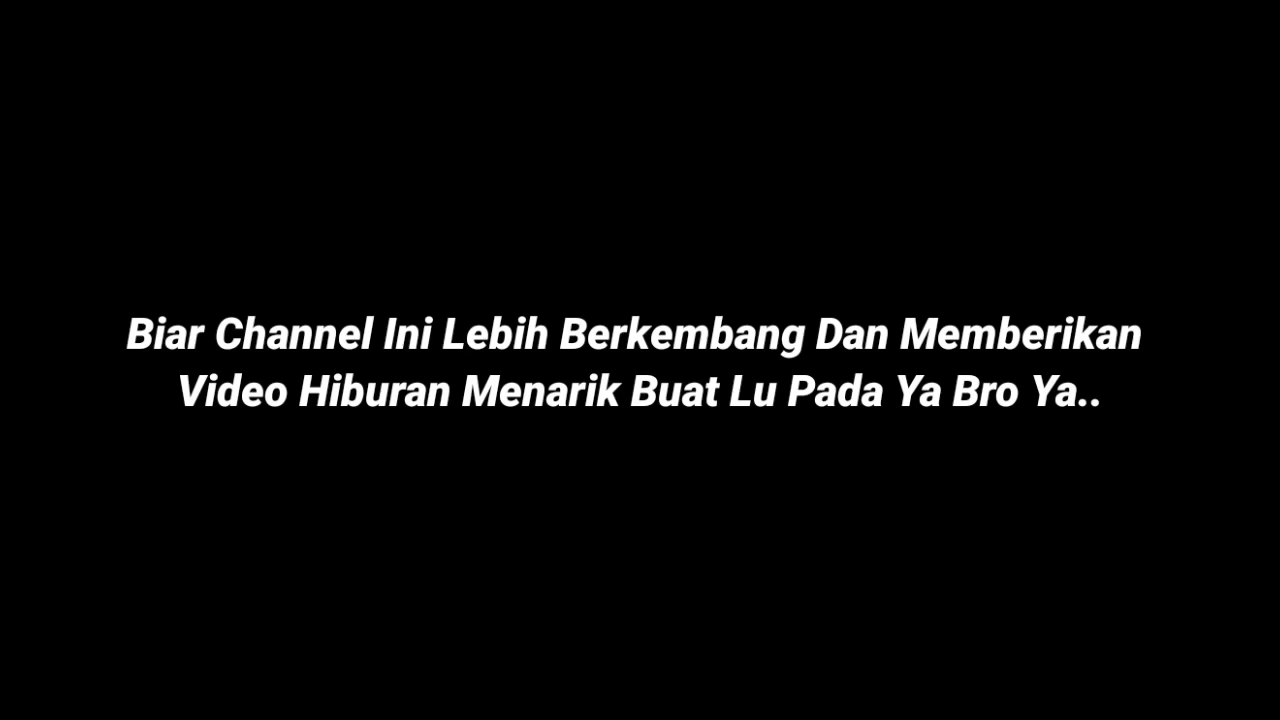 Biar Channel Ini Lebih Berkembang Dan Memberikan
Video Hiburan Menarik Buat Lu Pada Ya Bro Ya..